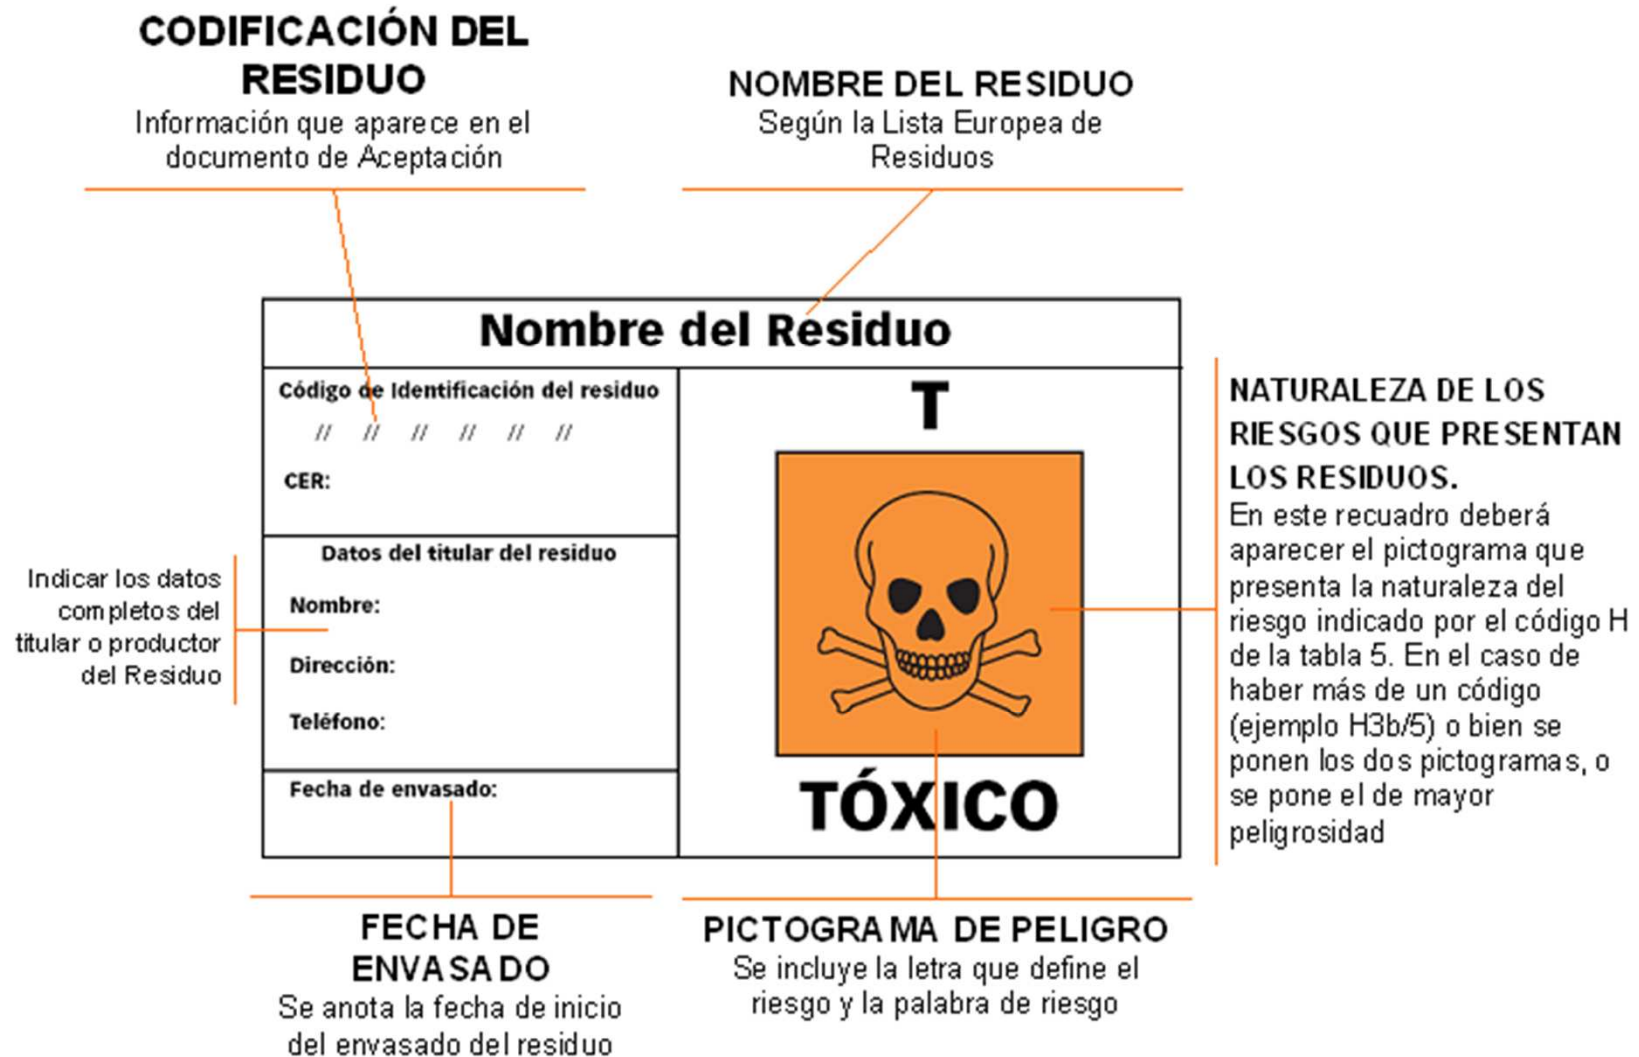 CODIFICACIÓN DEL
RESIDUO
Información que aparece en el
documento de Aceptación
NOMBRE DEL RESIDUO
Según la Lista Europea de
Residuos
Nombre del Residuo
Código de Identificación del residuo
// // // // // //
CER:
Datos del titular del residuo
Nombre:
Dirección:
Teléfono:
Fecha de envasado:
T
TÓXICO
Indicar los datos
completos del
titular o productor
del Residuo
NATURALEZA DE LOS
RIESGOS QUE PRESENTAN
LOS RESIDUOS.
En este recuadro deberá
aparecer el pictograma que
presenta la naturaleza del
riesgo indicado por el código H
de la tabla 5. En el caso de
haber más de un código
(ejemplo H3b/5) o bien se
ponen los dos pictogramas, o
se pone el de mayor
peligrosidad
FECHA DE
ENVASADO
Se anota la fecha de inicio
del envasado del residuo
PICTOGRAMA DE PELIGRO
Se incluye la letra que define el
riesgo y la palabra de riesgo